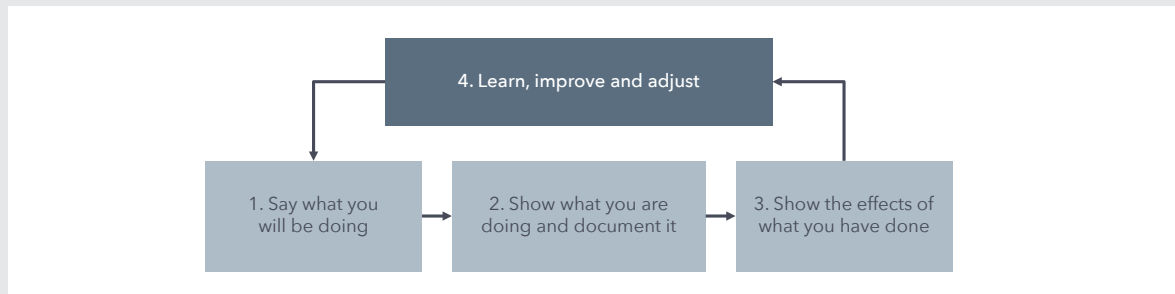 4. Learn, improve and adjust
1. Say what you
will be doing
2. Show what you are
doing and document it
3. Show the effects of
what you have done